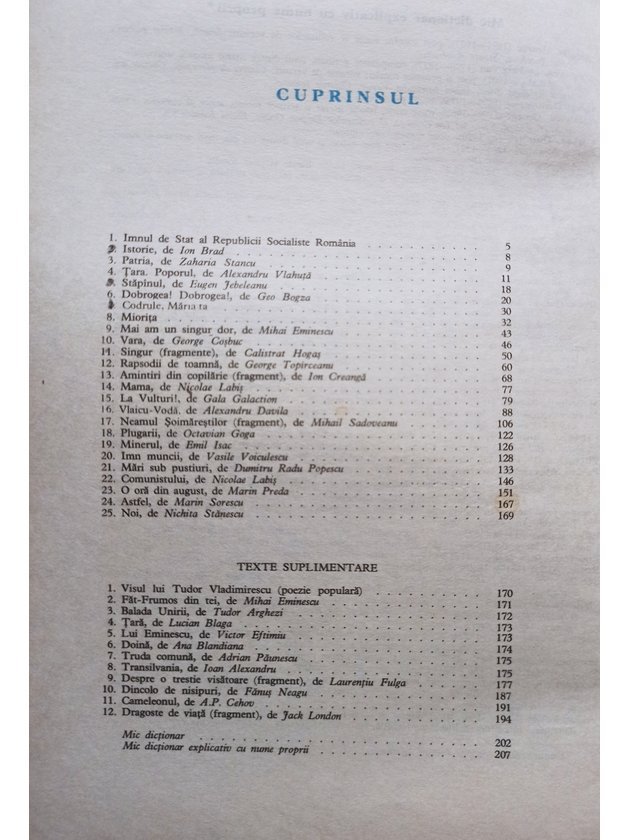 CUPRINSUL
1. Imnul de Stat al Republicii Socialiste România 5
2. Istorie, de Ion Brad 8
3. Patria, de Zaharia Stancu 9
4. Țara. Poporul, de Alexandru Vlahuță 11
5. Stăpînul, de Eugen Jebeleanu 18
6. Dobrogea! Dobrogea!, de Geo Bogza 20
Codrule, Măria ta 30
8. Miorița 32
9. Mai am un singur dor, de Mihai Eminescu 43
10. Vara, de George Coșbuc 46
11. Singur (fragmente), de Calistrat Hogaș 50
12. Rapsodii de toamnă, de George Topîrceanu 60
13. Amintiri din copilărie (fragment), de Ion Creangă 68
14. Mama, de Nicolae Labiș 77
15. La Vulturi!, de Gala Galaction 79
16. Vlaicu-Vodă, de Alexandru Davila 88
17. Neamul Șoimăreștilor (fragment), de Mihail Sadoveanu 106
18. Plugarii, de Octavian Goga 122
19. Minerul, de Emil Isac 126
20. Imn muncii, de Vasile Voiculescu 128
21. Mări sub pustiuri, de Dumitru Radu Popescu 133
22. Comunistului, de Nicolae Labiș 146
23. O oră din august, de Marin Preda 151
24. Astfel, de Marin Sorescu 167
25. Noi, de Nichita Stănescu 169
TEXTE SUPLIMENTARE
1. Visul lui Tudor Vladimirescu (poezie populară) 170
2. Făt-Frumos din tei, de Mihai Eminescu 171
3. Balada Unirii, de Tudor Arghezi 172
4. Țară, de Lucian Blaga 173
5. Lui Eminescu, de Victor Eftimiu 173
6. Doină, de Ana Blandiana 174
7. Truda comună, de Adrian Păunescu 175
8. Transilvania, de Ioan Alexandru 175
9. Despre o trestie visătoare (fragment), de Laurențiu Fulga 177
10. Dincolo de nisipuri, de Fănuș Neagu 187
11. Cameleonul, de A.P. Cehov 191
12. Dragoste de viață (fragment), de Jack London 194
Mic dicționar 202
Mic dicționar explicativ cu nume proprii 207